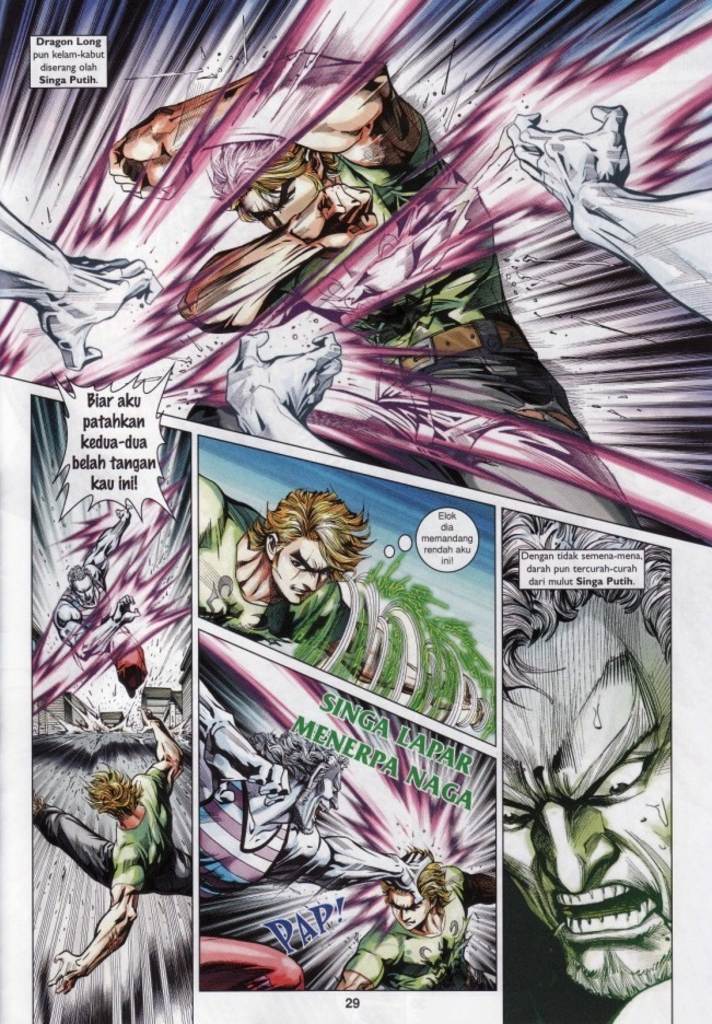 Dragon Long
pun kelam-kabut
diserang olah
Singa Putih.
Biar aku
patahkan
kedua-dua
belah tangan
kau ini!
Elok
dia
memandang
rendah aku
ini!
Dengan tidak semena-mena,
darah pun tercurah-curah
dari mulut Singa Putih.
SINGA LAPAR
MENERPA NAGA
PAP!
29